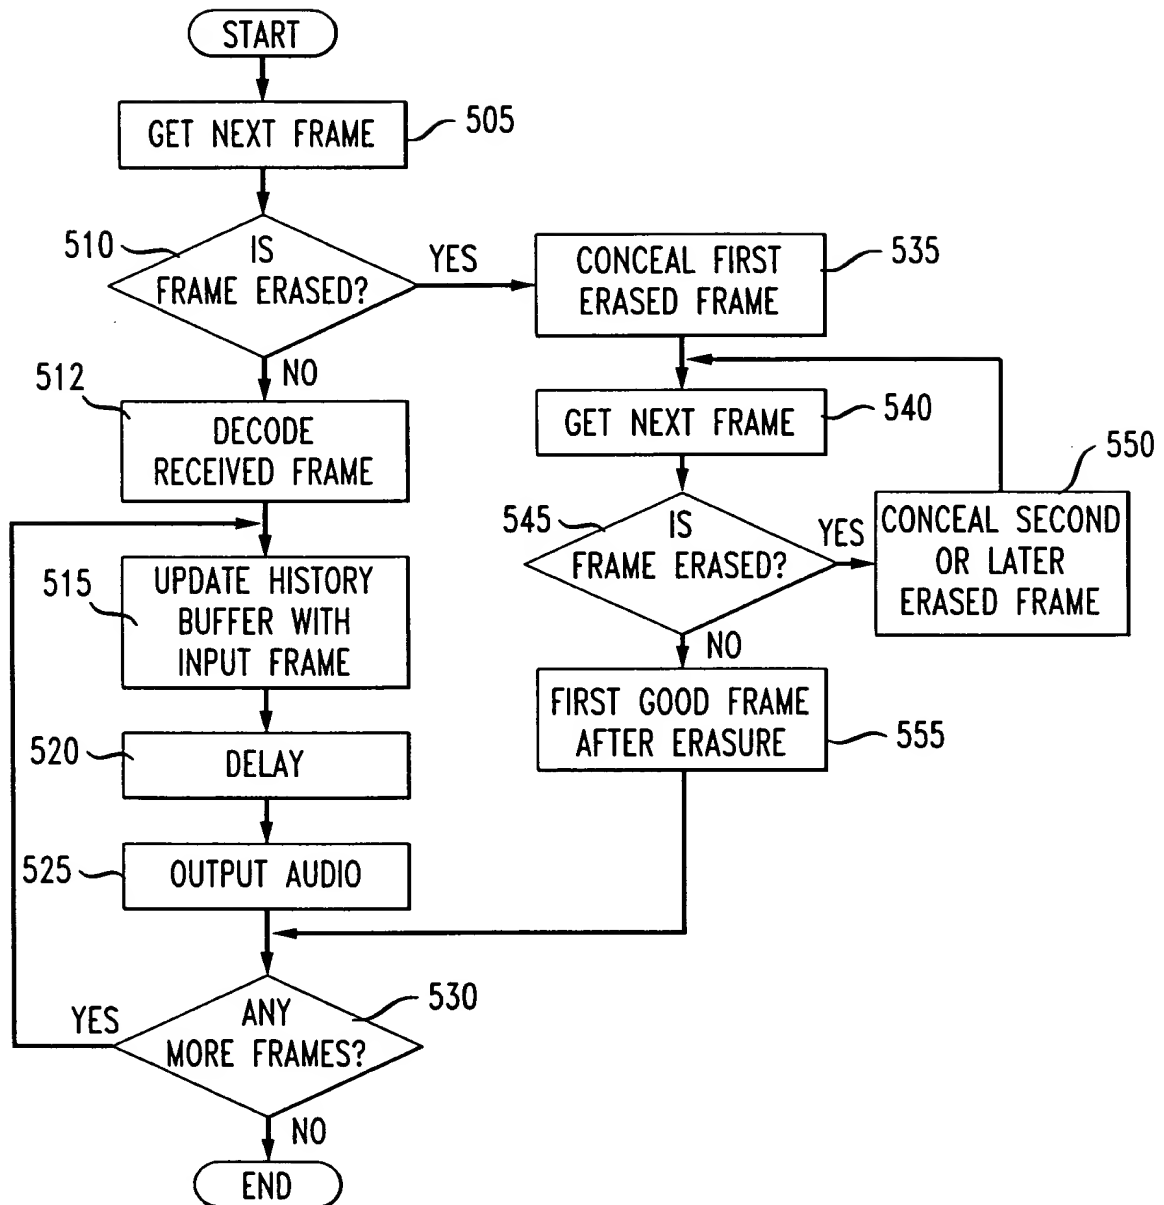 START
GET NEXT FRAME
505
510
IS
FRAME ERASED?
YES
NO
CONCEAL FIRST
ERASED FRAME
535
512
DECODE
RECEIVED FRAME
GET NEXT FRAME
540
545
IS
FRAME ERASED?
YES
NO
550
CONCEAL SECOND
OR LATER
ERASED FRAME
515
UPDATE HISTORY
BUFFER WITH
INPUT FRAME
FIRST GOOD FRAME
AFTER ERASURE
555
520
DELAY
525
OUTPUT AUDIO
530
ANY
MORE FRAMES?
YES
NO
END